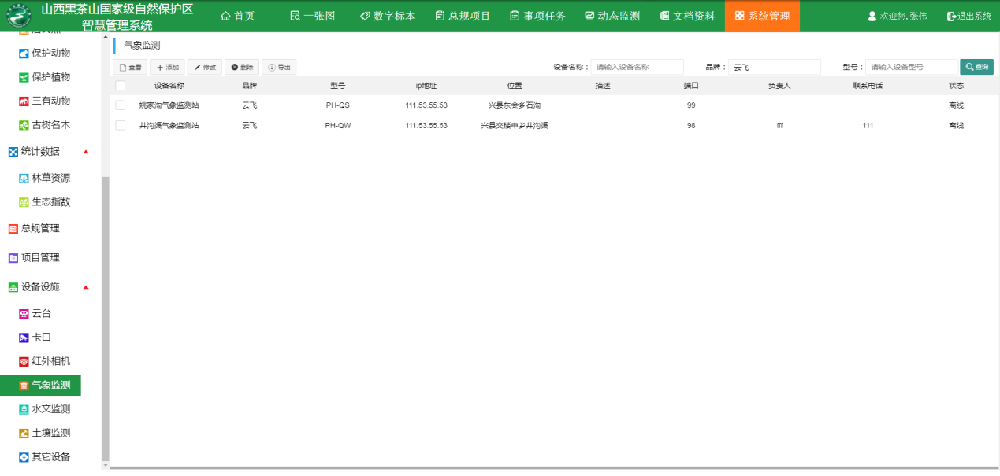 山西黑茶山国家级自然保护区
智慧管理系统
首页 一张图 数字标本 总规项目 事项任务 动态监测 文档资料 系统管理 欢迎您, 张伟 退出系统
保护动物
保护植物
三有动物
古树名木
统计数据
林草资源
生态指数
总规管理
项目管理
设备设施
云台
卡口
红外相机
气象监测
水文监测
土壤监测
其它设备
气象监测
查看 添加 修改 删除 导出 设备名称： 请输入设备名称 品牌： 云飞 型号： 请输入设备型号 查询
设备名称 品牌 型号 ip地址 位置 描述 端口 负责人 联系电话 状态
姚家沟气象监测站 云飞 PH-QS 111.53.55.53 兴县东会乡石沟 99 离线
井沟渠气象监测站 云飞 PH-QW 111.53.55.53 兴县交楼申乡井沟渠 98 fff 111 离线